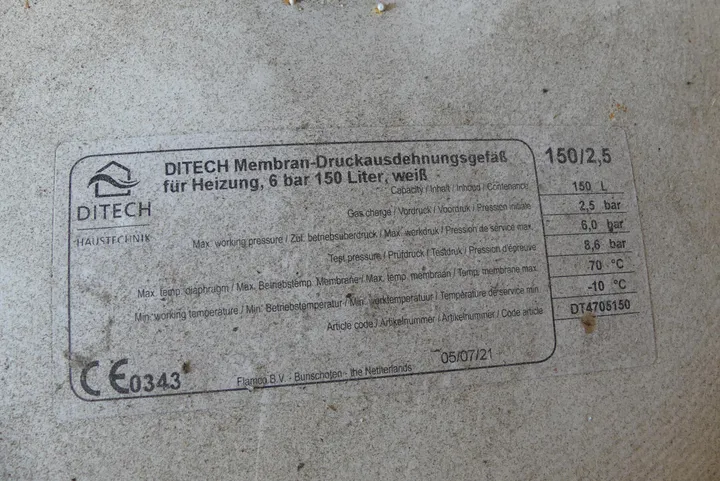 DITECH Membran-Druckausdehnungsgefäß
für Heizung, 6 bar 150 Liter, weiß
150/2,5
DITECH
HAUSTECHNIK
Capacity / Inhalt / Inhoud / Contenance 150 L
Gas charge / Vordruck / Voordruk / Pression initiale 2,5 bar
Max. working pressure / Zul. betriebsüberdruck / Max. werkdruk / Pression de service max. 6,0 bar
Test pressure / Prüfdruck / Testdruk / Pression d'épreuve 8,6 bar
Max. temp. diaphragm / Max. Betriebstemp. Membrane / Max. temp. membraan / Temp. membrane max. 70 °C
Min. working temperature / Min. Betriebstemperatur / Min. werktemperatuur / Température de service min. -10 °C
Article code / Artikelnummer / Artikelnummer / Code article DT4705150
CE0343
Flamco B.V. - Bunschoten - the Netherlands
05/07/21